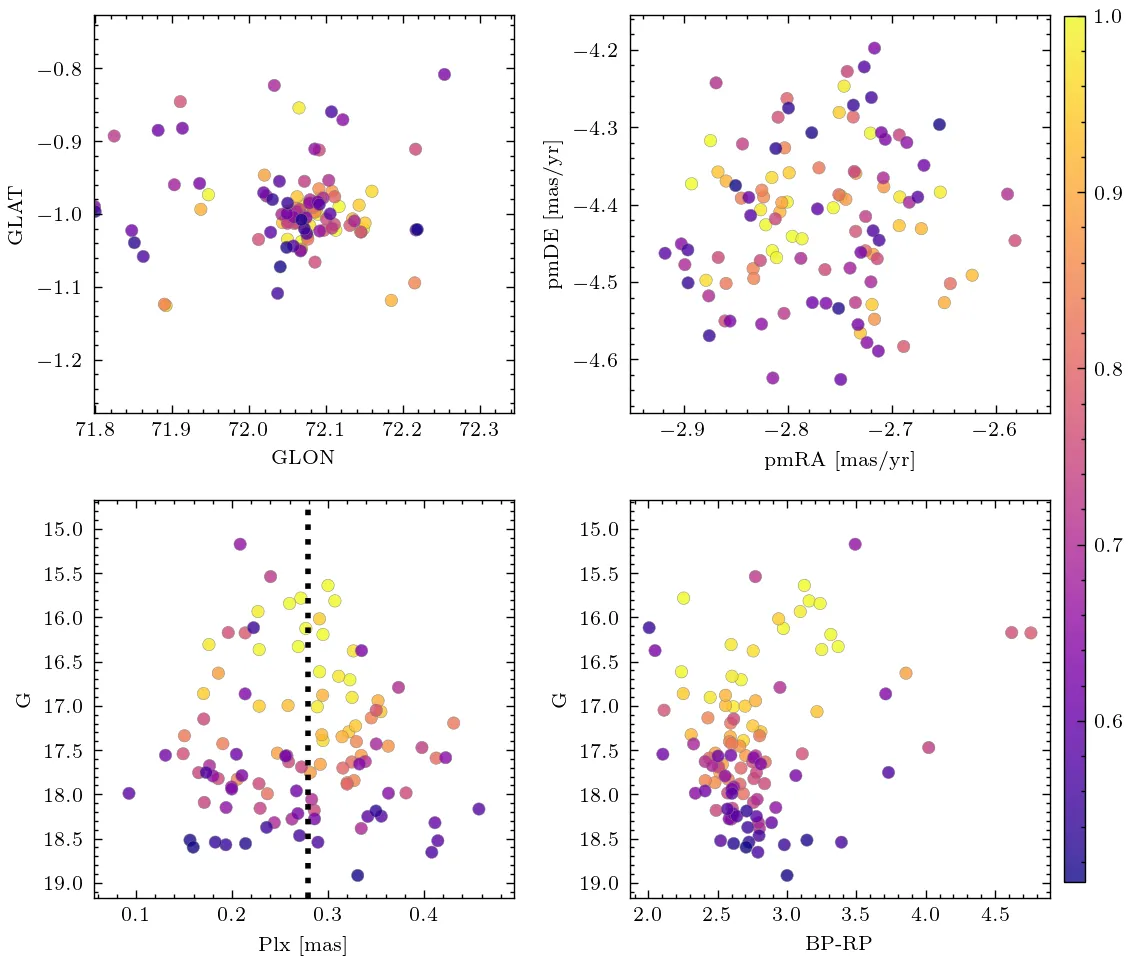 −0.8
−0.9
−1.0
−1.1
−1.2
GLAT
71.8 71.9 72.0 72.1 72.2 72.3
GLON
−4.2
−4.3
−4.4
−4.5
−4.6
pmDE [mas/yr]
−2.9 −2.8 −2.7 −2.6
pmRA [mas/yr]
1.0
0.9
0.8
0.7
0.6
15.0
15.5
16.0
16.5
17.0
17.5
18.0
18.5
19.0
G
0.1 0.2 0.3 0.4
Plx [mas]
15.0
15.5
16.0
16.5
17.0
17.5
18.0
18.5
19.0
G
2.0 2.5 3.0 3.5 4.0 4.5
BP-RP